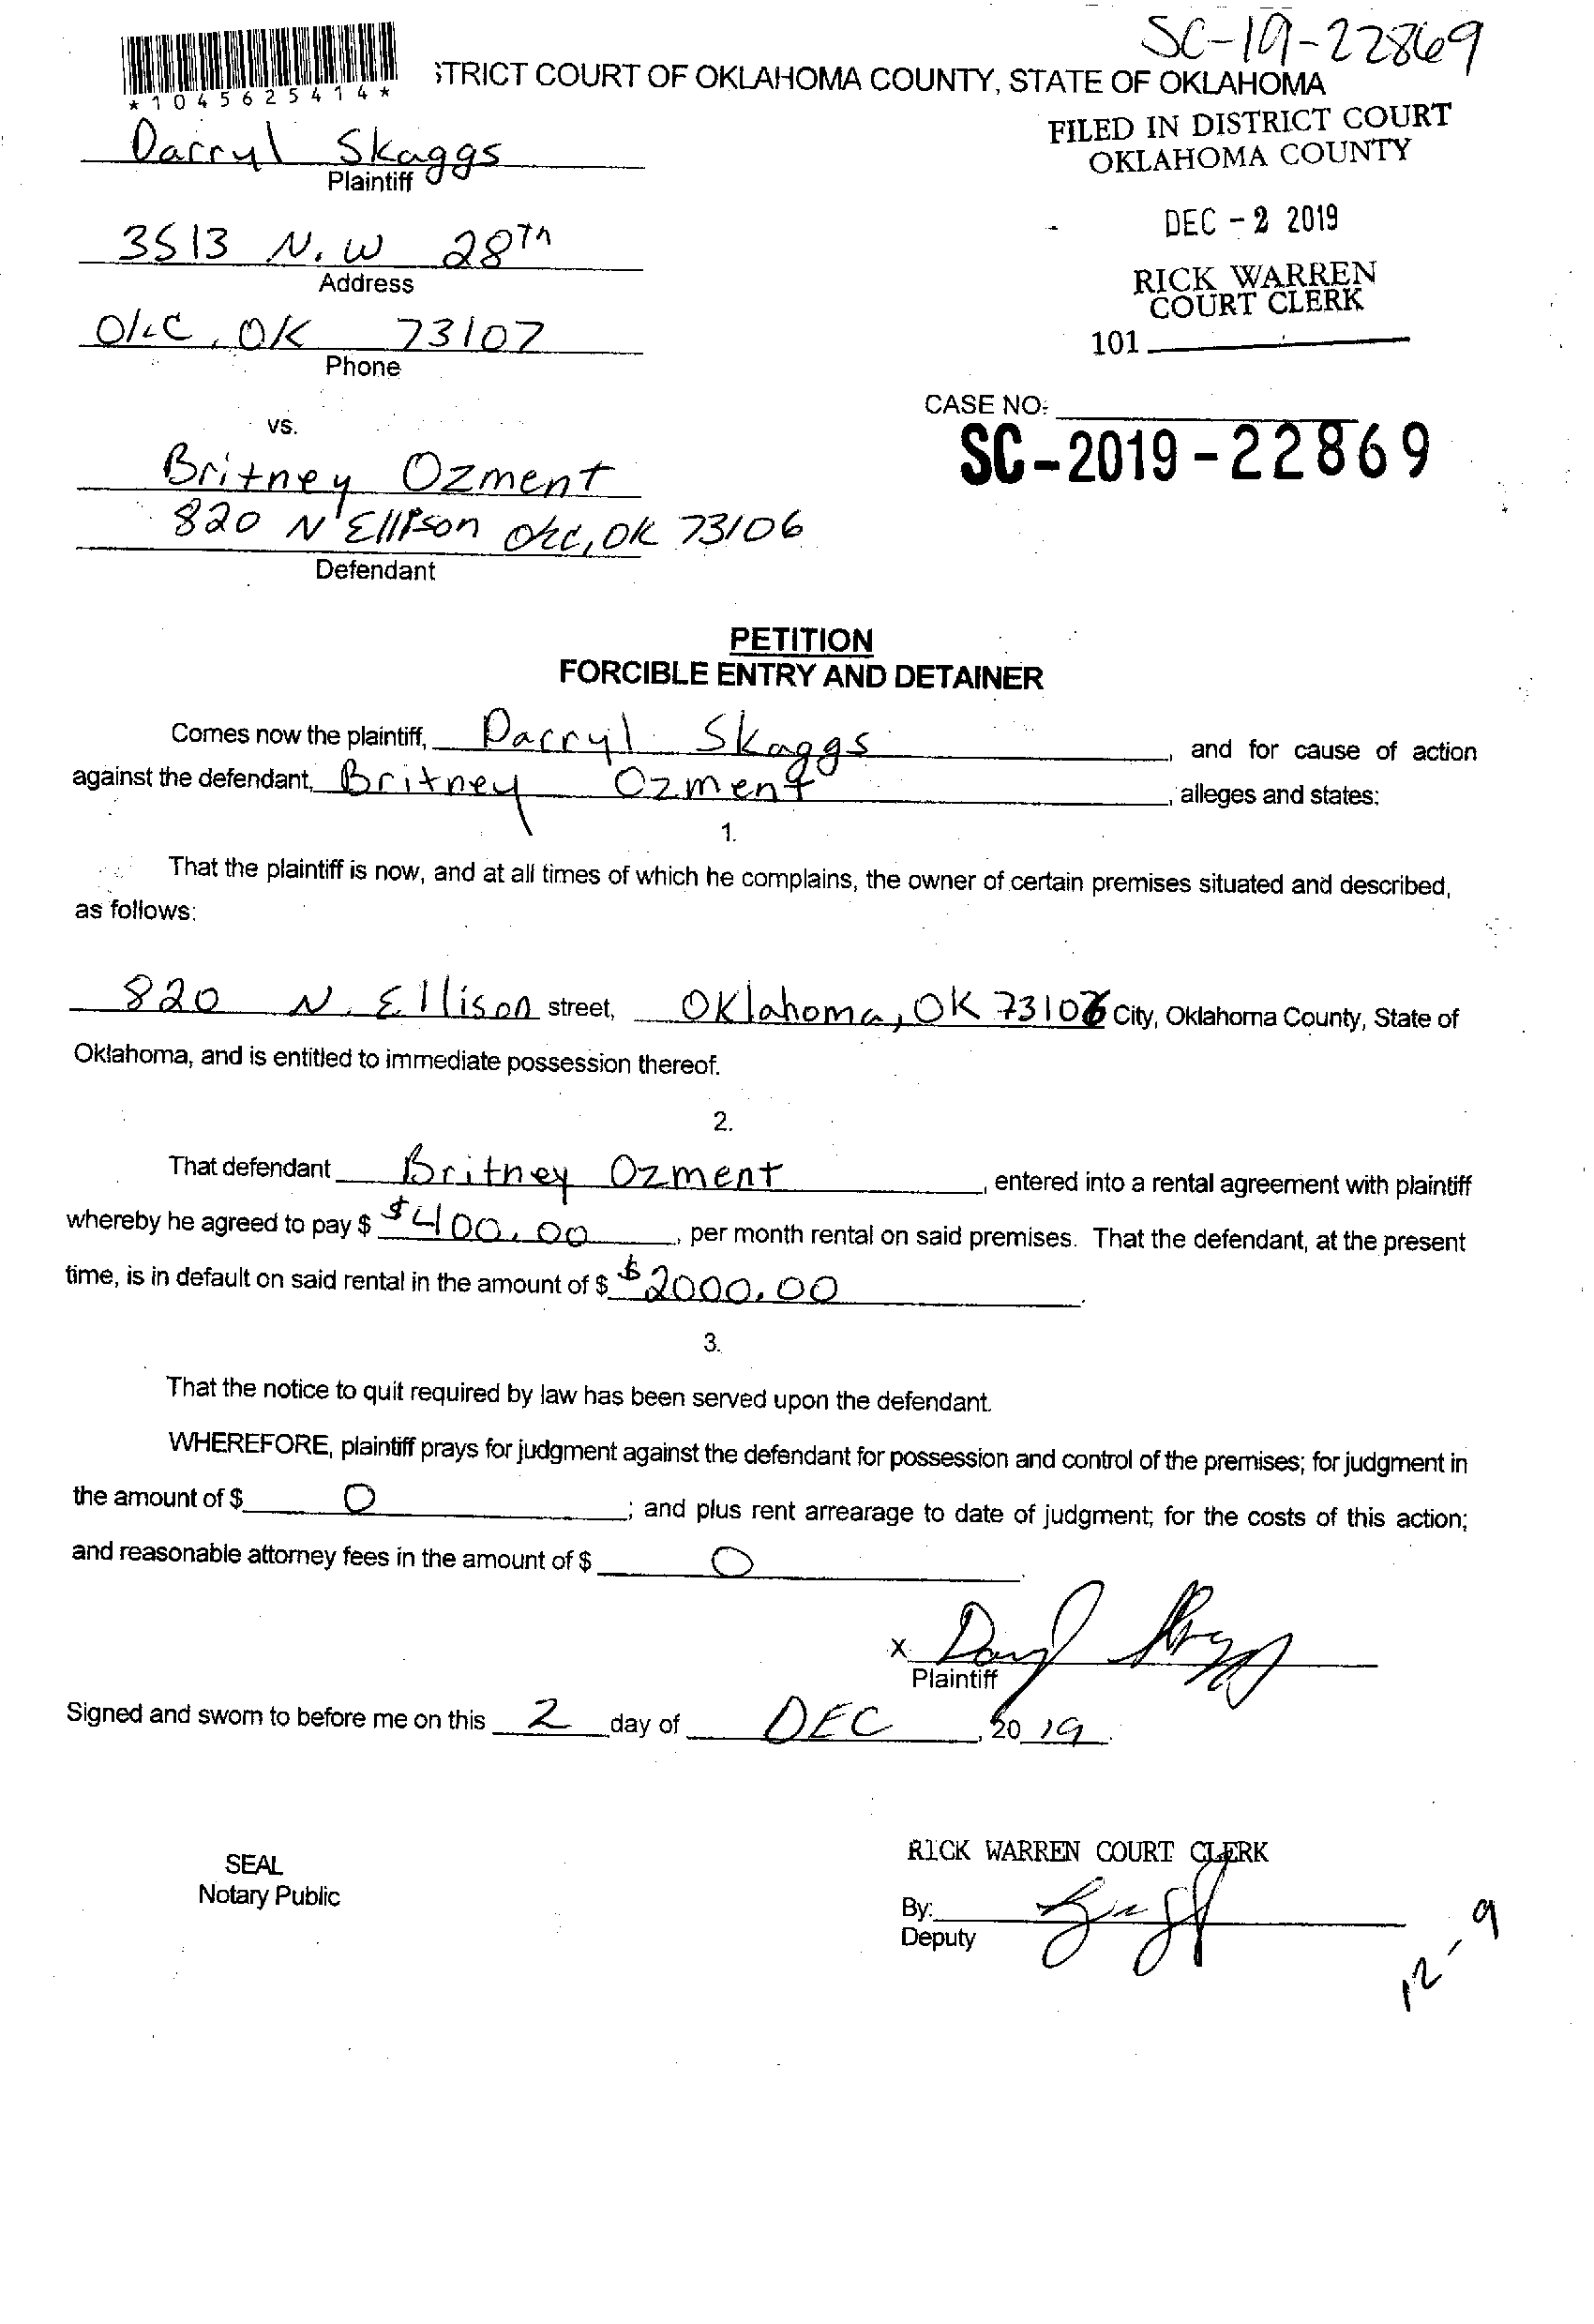 SC-19-22869
STRICT COURT OF OKLAHOMA COUNTY, STATE OF OKLAHOMA
*1045625414*
FILED IN DISTRICT COURT
OKLAHOMA COUNTY
Darryl Skaggs
Plaintiff
DEC - 2 2019
3513 N.W 28Th
Address
RICK WARREN
COURT CLERK
OKC, OK 73107
Phone
101
CASE NO:
SC-2019-22869
vs.
Britney Ozment
820 N Ellison OKC, OK 73106
Defendant
PETITION
FORCIBLE ENTRY AND DETAINER
Comes now the plaintiff, Darryl Skaggs, and for cause of action
against the defendant, Britney Ozment, alleges and states:
1.
That the plaintiff is now, and at all times of which he complains, the owner of certain premises situated and described,
as follows:
820 N. Ellison street, Oklahoma, OK 73106 City, Oklahoma County, State of
Oklahoma, and is entitled to immediate possession thereof.
2.
That defendant Britney Ozment, entered into a rental agreement with plaintiff
whereby he agreed to pay $ $400.00, per month rental on said premises. That the defendant, at the present
time, is in default on said rental in the amount of $ $2000.00.
3.
That the notice to quit required by law has been served upon the defendant.
WHEREFORE, plaintiff prays for judgment against the defendant for possession and control of the premises; for judgment in
the amount of $ 0; and plus rent arrearage to date of judgment; for the costs of this action;
and reasonable attorney fees in the amount of $ 0.
x Darryl Skaggs
Plaintiff
Signed and sworn to before me on this 2 day of DEC, 2019.
RICK WARREN COURT CLERK
SEAL
Notary Public
By:
Deputy
12-9